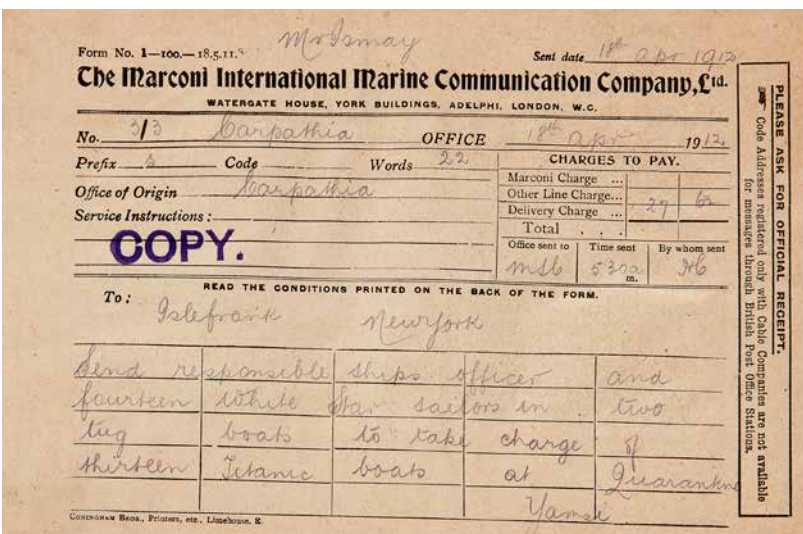 Mr Ismay
Form No. 1—100.—18.5.11.
Sent date 18th Apr 1912
The Marconi International Marine Communication Company, Ltd.
WATERGATE HOUSE, YORK BUILDINGS, ADELPHI, LONDON, W.C.
No. 3/3 Carpathia OFFICE 18th Apr 1912
Prefix s Code Words 22
CHARGES TO PAY.
Office of Origin Carpathia
Marconi Charge ...
Other Line Charge...
Service Instructions :
Delivery Charge ...
27
Total . . .
COPY.
Office sent to Time sent By whom sent
530a
m.
READ THE CONDITIONS PRINTED ON THE BACK OF THE FORM.
To:
Islefrank New York
Send responsible ships officer and
fourteen White Star sailors in two
tug boats to take charge of
thirteen Titanic boats at Quarantine
Yamsi
CONINGHAM BROS., Printers, etc., Limehouse, E.
PLEASE ASK FOR OFFICIAL RECEIPT.
Code Addresses registered only with Cable Companies are not available
for messages through British Post Office Stations.